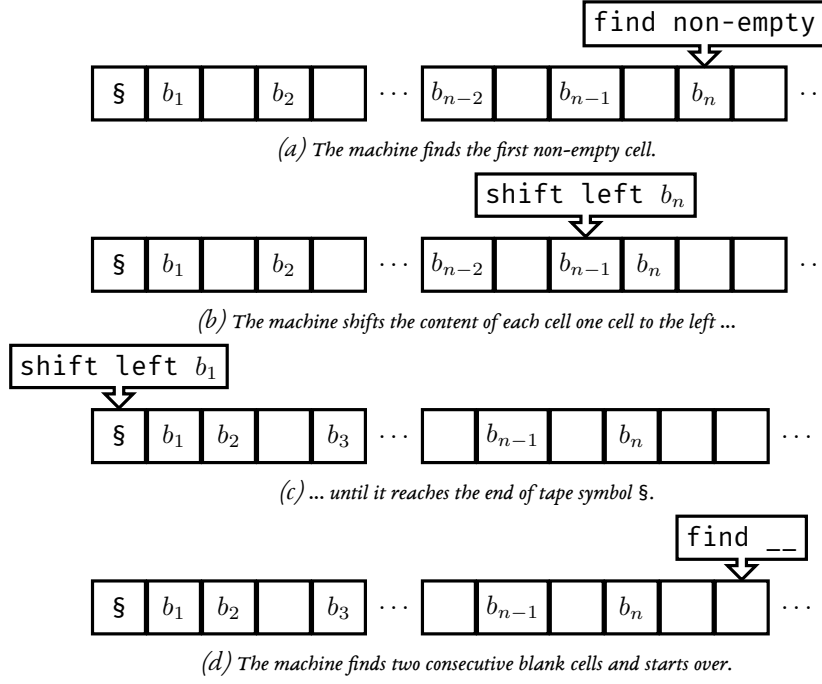 find non-empty
§ b₁ b₂ ··· bₙ₋₂ bₙ₋₁ bₙ ··
(a) The machine finds the first non-empty cell.
shift left bₙ
§ b₁ b₂ ··· bₙ₋₂ bₙ₋₁ bₙ ··
(b) The machine shifts the content of each cell one cell to the left ...
shift left b₁
§ b₁ b₂ b₃ ··· bₙ₋₁ bₙ ···
(c) ... until it reaches the end of tape symbol §.
find __
§ b₁ b₂ b₃ ··· bₙ₋₁ bₙ ···
(d) The machine finds two consecutive blank cells and starts over.